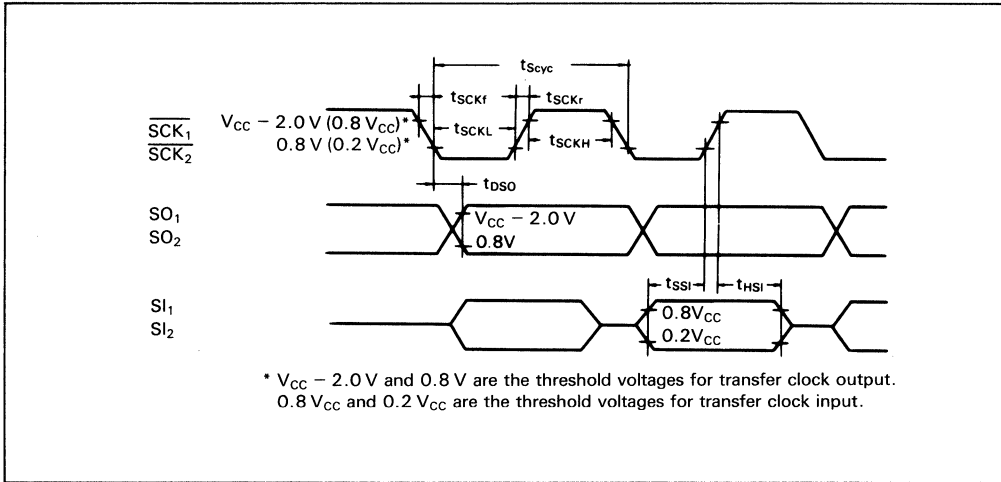 tScyc
tSCKf tSCKr
SCK1 VCC − 2.0 V (0.8 VCC)* tSCKL
SCK2 0.8 V (0.2 VCC)* tSCKH
tDSO
SO1 VCC − 2.0 V
SO2 0.8V
tSSI tHSI
SI1 0.8VCC
SI2 0.2VCC
* VCC − 2.0 V and 0.8 V are the threshold voltages for transfer clock output.
0.8 VCC and 0.2 VCC are the threshold voltages for transfer clock input.